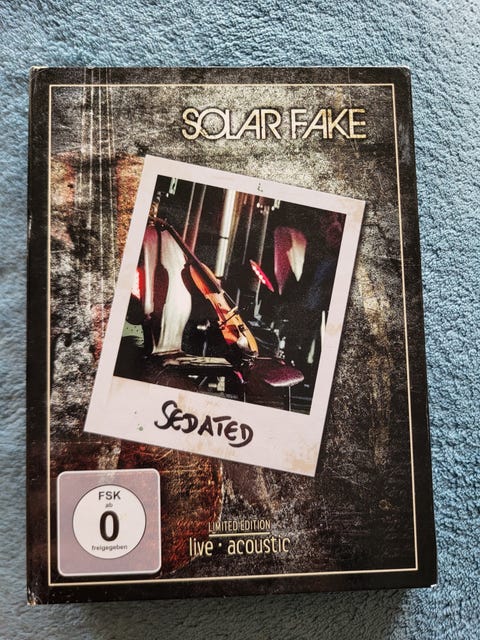 SOLAR FAKE
SEDATED
FSK
ab
0
freigegeben
LIMITED EDITION
live · acoustic